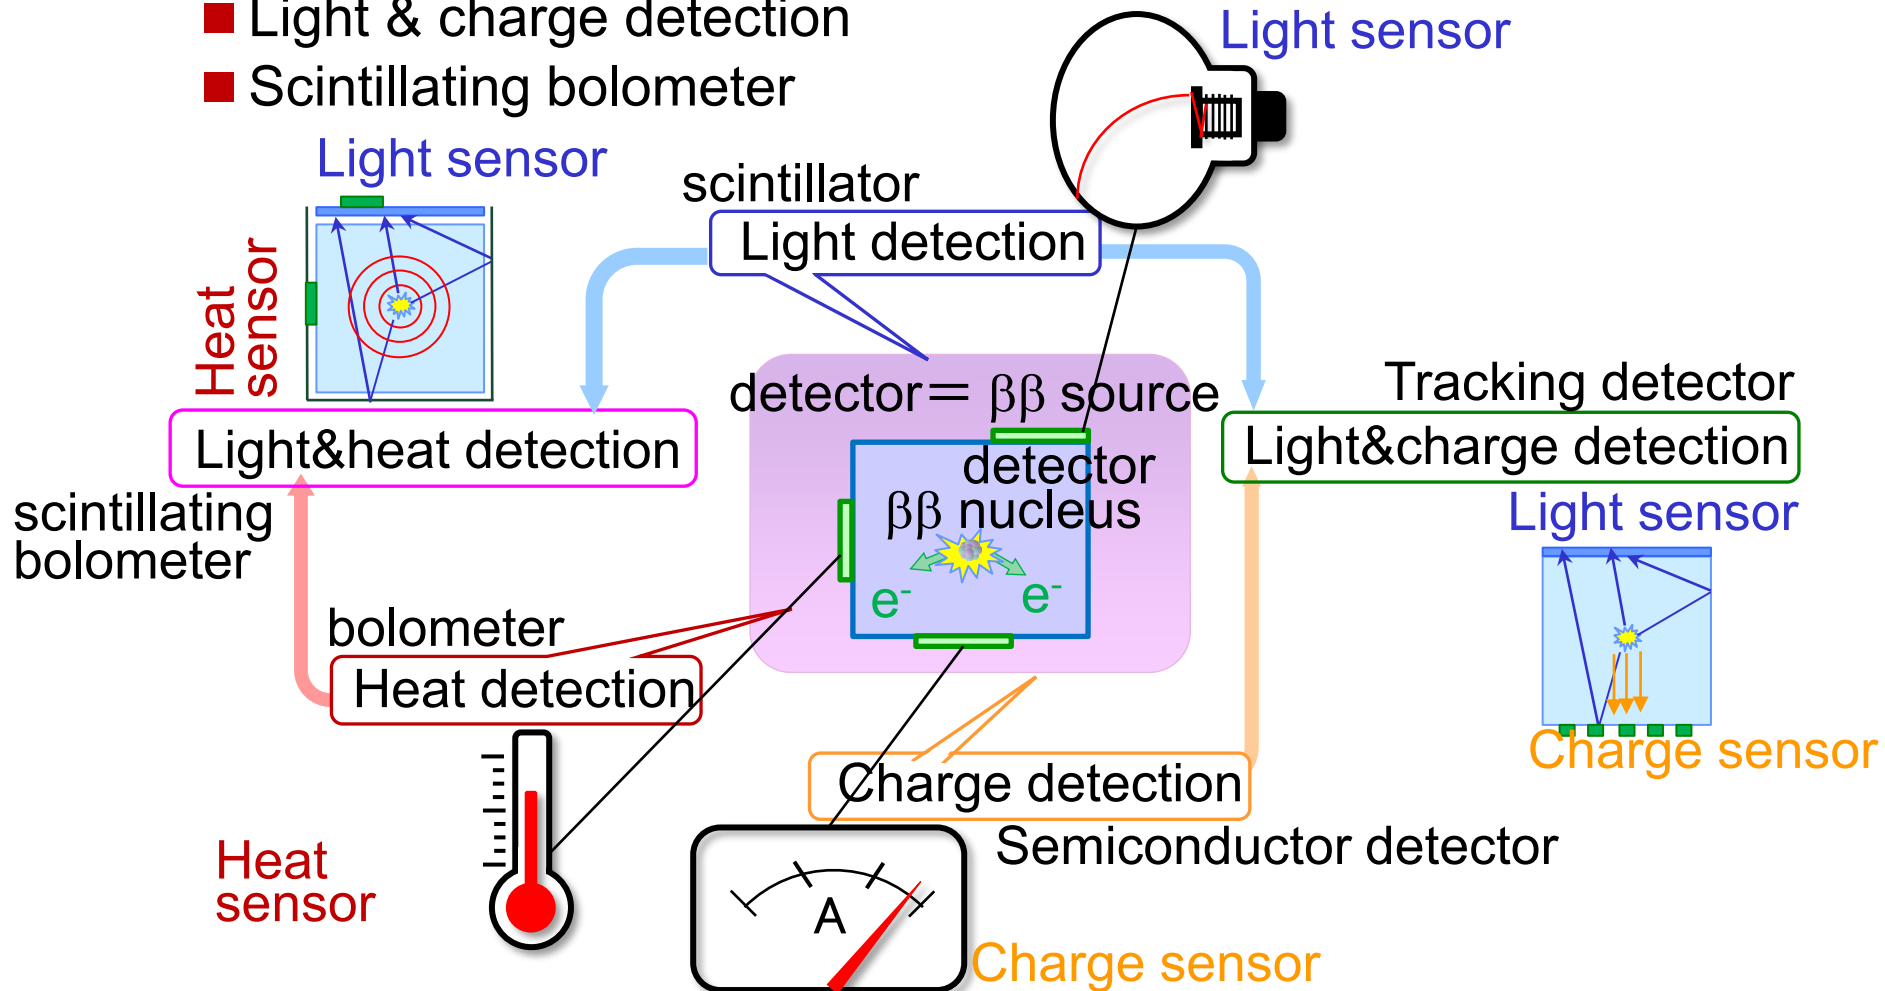 Light & charge detection
Scintillating bolometer
Light sensor
Light sensor
Heat
sensor
scintillator
Light detection
detector= ββ source
detector
ββ nucleus
e-
e-
Tracking detector
Light&charge detection
Light sensor
Charge sensor
Light&heat detection
scintillating
bolometer
bolometer
Heat detection
Heat
sensor
Charge detection
Semiconductor detector
A
Charge sensor